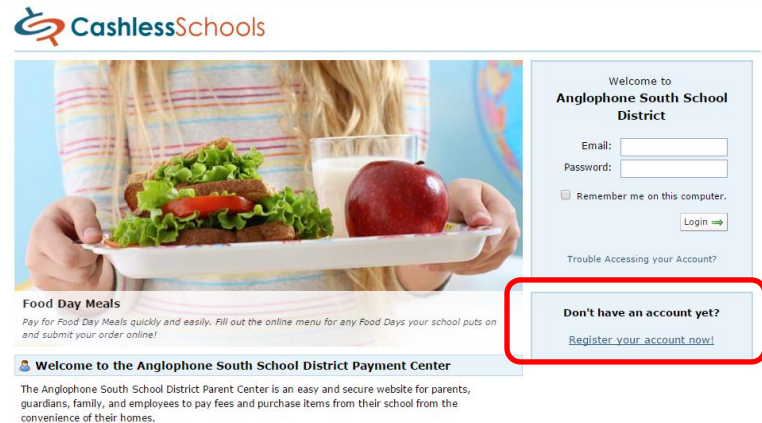 CashlessSchools
Welcome to
Anglophone South School
District
Email:
Password:
Remember me on this computer.
Login
Trouble Accessing your Account?
Food Day Meals
Pay for Food Day Meals quickly and easily. Fill out the online menu for any Food Days your school puts on
and submit your order online!
Don't have an account yet?
Register your account now!
Welcome to the Anglophone South School District Payment Center
The Anglophone South School District Parent Center is an easy and secure website for parents,
guardians, family, and employees to pay fees and purchase items from their school from the
convenience of their homes.